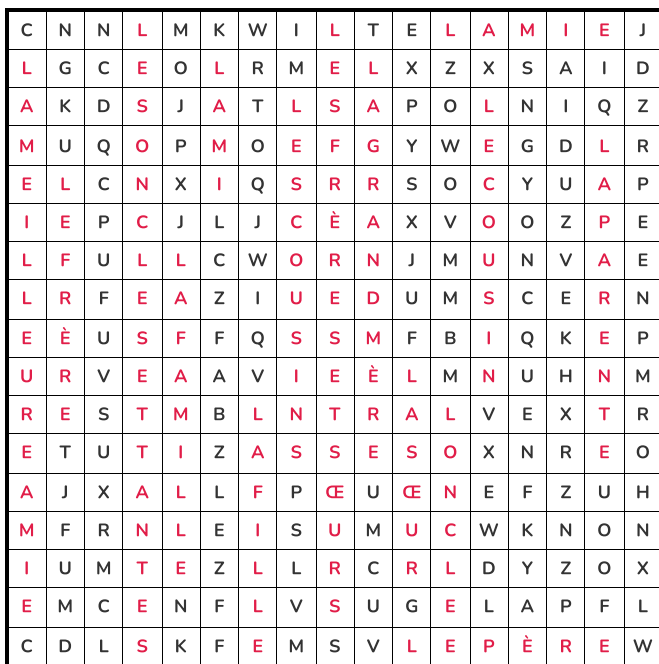 C N N L M K W I L T E L A M I E J
L G C E O L R M E L X Z X S A I D
A K D S J A T L S A P O L N I Q Z
M U Q O P M O E F G Y W E G D L R
E L C N X I Q S R R S O C Y U A P
I E P C J L J C È A X V O O Z P E
L F U L L C W O R N J M U N V A E
L R F E A Z I U E D U M S C E R N
E È U S F F Q S S M F B I Q K E P
U R V E A A V I E È L M N U H N M
R E S T M B L N T R A L V E X T R
E T U T I Z A S S E S O X N R E O
A J X A L L F P Œ U Œ N E F Z U H
M F R N L E I S U M U C W K N O N
I U M T E Z L L R C R L D Y Z O X
E M C E N F L V S U G E L A P F L
C D L S K F E M S V L E P È R E W